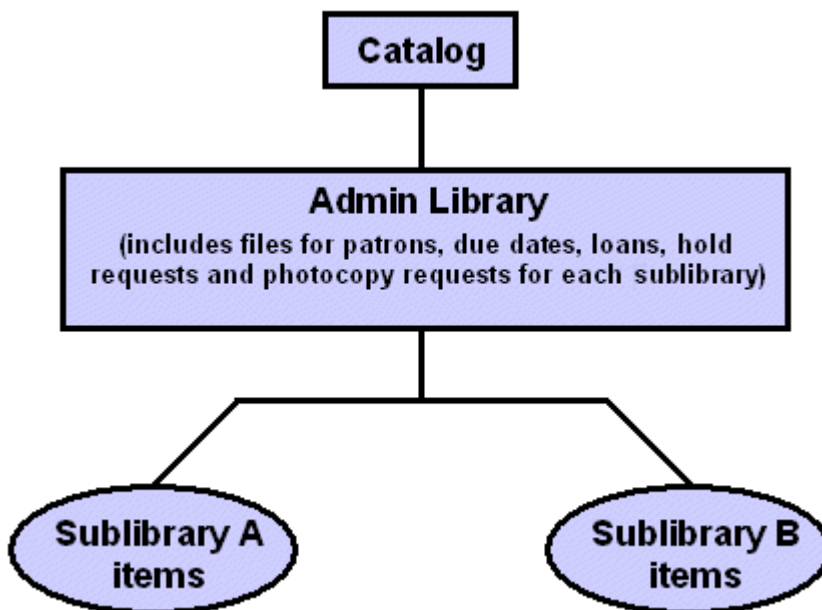 Catalog
Admin Library
(includes files for patrons, due dates, loans, hold
requests and photocopy requests for each sublibrary)
Sublibrary A
items
Sublibrary B
items